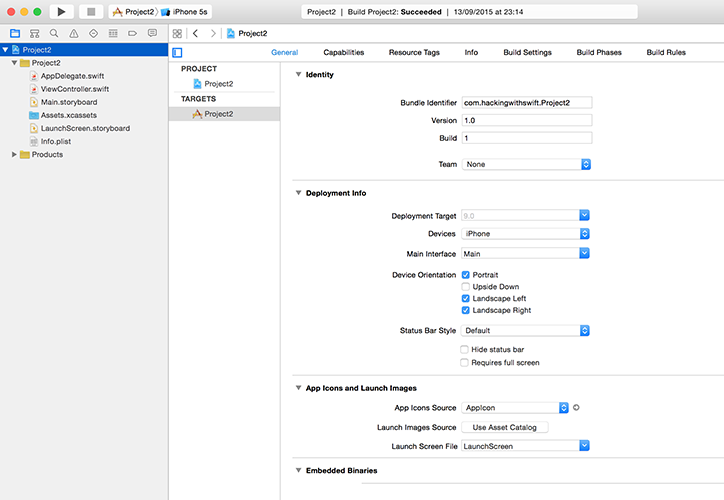 Project2 iPhone 5s
Project2 | Build Project2: Succeeded | 13/09/2015 at 23:14
Project2
Project2
Project2
AppDelegate.swift
ViewController.swift
Main.storyboard
Assets.xcassets
LaunchScreen.storyboard
Info.plist
Products
General Capabilities Resource Tags Info Build Settings Build Phases Build Rules
PROJECT
Project2
TARGETS
Project2
Identity
Bundle Identifier com.hackingwithswift.Project2
Version 1.0
Build 1
Team None
Deployment Info
Deployment Target 9.0
Devices iPhone
Main Interface Main
Device Orientation Portrait
Upside Down
Landscape Left
Landscape Right
Status Bar Style Default
Hide status bar
Requires full screen
App Icons and Launch Images
App Icons Source AppIcon
Launch Images Source Use Asset Catalog
Launch Screen File LaunchScreen
Embedded Binaries